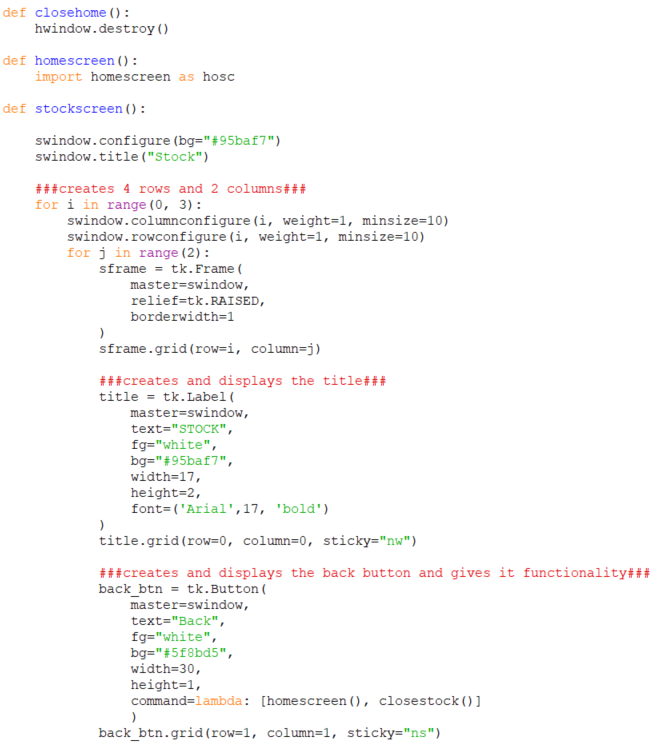 def closehome():
    hwindow.destroy()

def homescreen():
    import homescreen as hosc

def stockscreen():

    swindow.configure(bg="#95baf7")
    swindow.title("Stock")

    ###creates 4 rows and 2 columns###
    for i in range(0, 3):
        swindow.columnconfigure(i, weight=1, minsize=10)
        swindow.rowconfigure(i, weight=1, minsize=10)
        for j in range(2):
            sframe = tk.Frame(
                master=swindow,
                relief=tk.RAISED,
                borderwidth=1
            )
            sframe.grid(row=i, column=j)

            ###creates and displays the title###
            title = tk.Label(
                master=swindow,
                text="STOCK",
                fg="white",
                bg="#95baf7",
                width=17,
                height=2,
                font=('Arial',17, 'bold')
            )
            title.grid(row=0, column=0, sticky="nw")

            ###creates and displays the back button and gives it functionality###
            back_btn = tk.Button(
                master=swindow,
                text="Back",
                fg="white",
                bg="#5f8bd5",
                width=30,
                height=1,
                command=lambda: [homescreen(), closestock()]
                )
            back_btn.grid(row=1, column=1, sticky="ns")